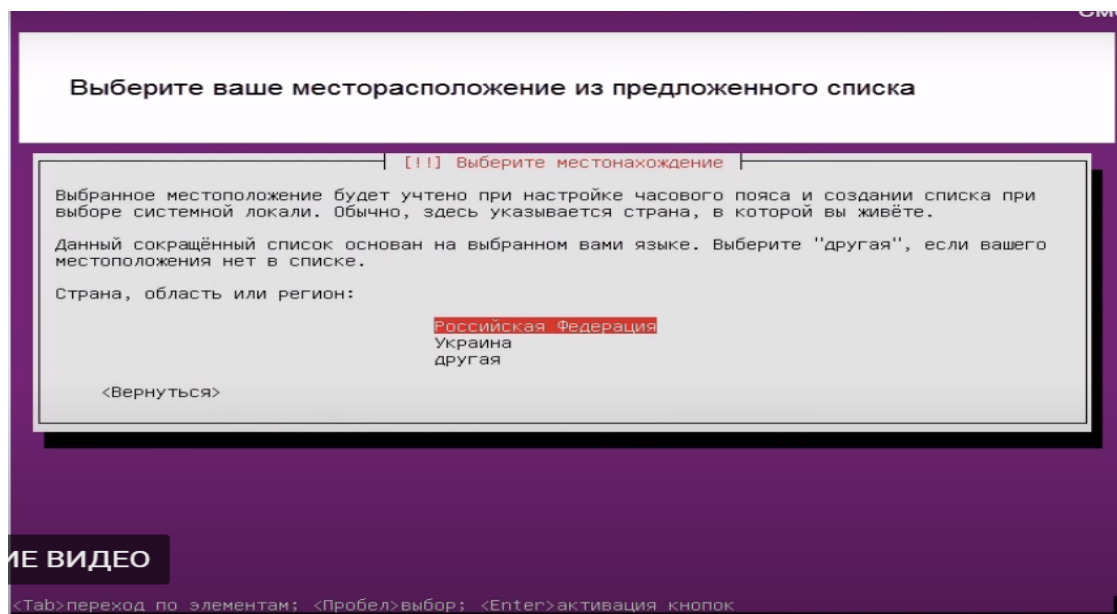 Выберите ваше месторасположение из предложенного списка
[!!] Выберите местонахождение
Выбранное местоположение будет учтено при настройке часового пояса и создании списка при
выборе системной локали. Обычно, здесь указывается страна, в которой вы живёте.
Данный сокращённый список основан на выбранном вами языке. Выберите "другая", если вашего
местоположения нет в списке.
Страна, область или регион:
Российская Федерация
Украина
другая
<Вернуться>
ИЕ ВИДЕО
<Tab>переход по элементам; <Пробел>выбор; <Enter>активация кнопок